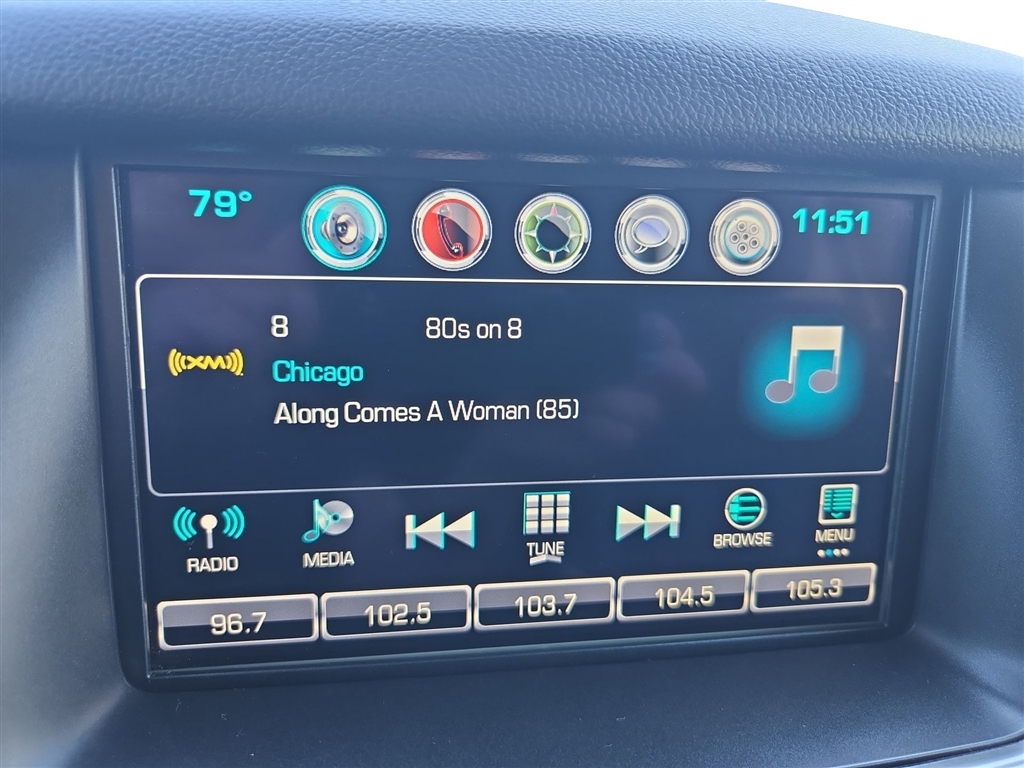 79°
11:51
8
80s on 8
((XM))
Chicago
Along Comes A Woman (85)
RADIO
MEDIA
TUNE
BROWSE
MENU
96.7
102.5
103.7
104.5
105.3